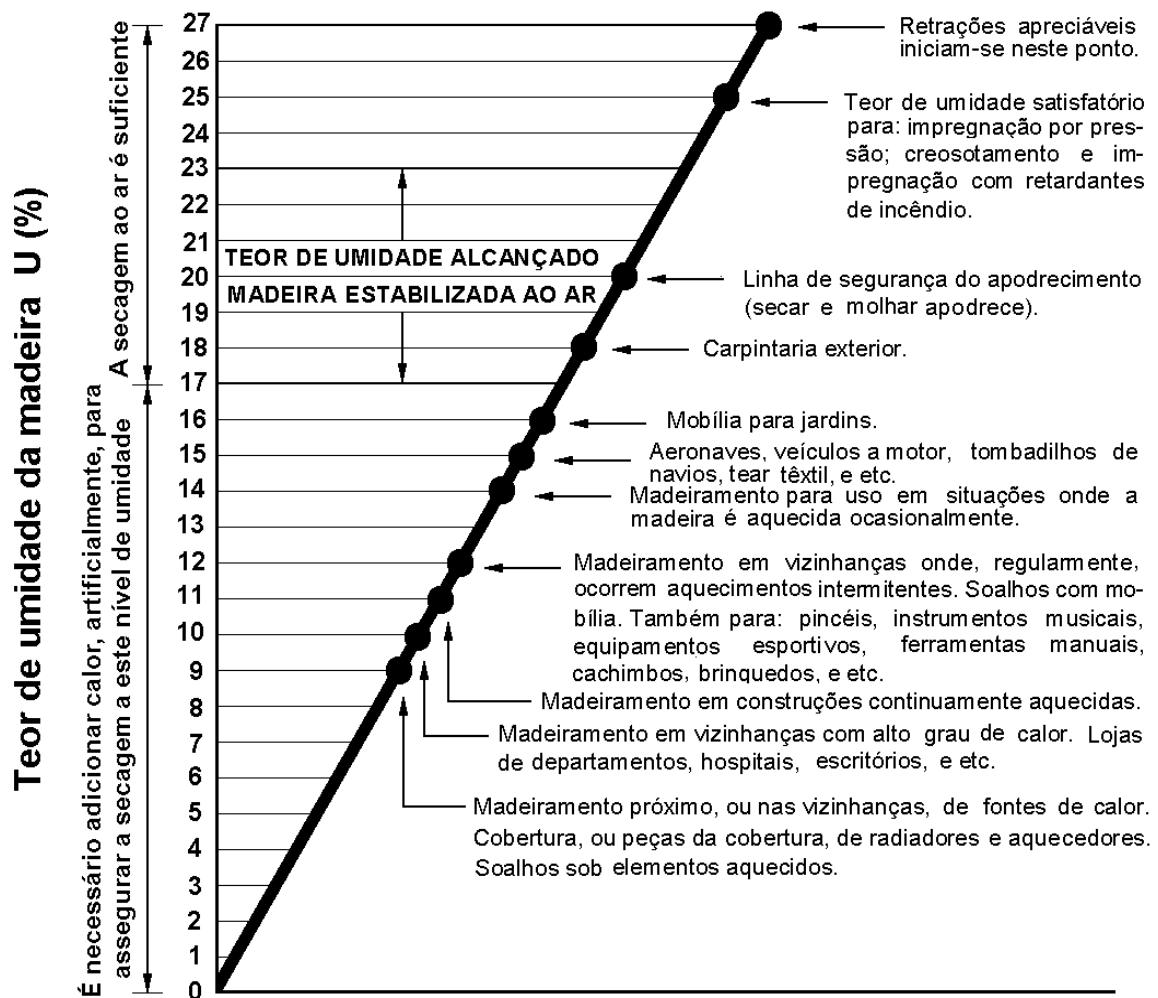 Teor de umidade da madeira U (%)
A secagem ao ar é suficiente
É necessário adicionar calor, artificialmente, para
assegurar a secagem a este nível de umidade
27
26
25
24
23
22
21
20
19
18
17
16
15
14
13
12
11
10
9
8
7
6
5
4
3
2
1
0
TEOR DE UMIDADE ALCANÇADO
MADEIRA ESTABILIZADA AO AR
Retrações apreciáveis
iniciam-se neste ponto.
Teor de umidade satisfatório
para: impregnação por pres-
são; creosotamento e im-
pregnação com retardantes
de incêndio.
Linha de segurança do apodrecimento
(secar e molhar apodrece).
Carpintaria exterior.
Mobília para jardins.
Aeronaves, veículos a motor, tombadilhos de
navios, tear têxtil, e etc.
Madeiramento para uso em situações onde a
madeira é aquecida ocasionalmente.
Madeiramento em vizinhanças onde, regularmente,
ocorrem aquecimentos intermitentes. Soalhos com mo-
bília. Também para: pincéis, instrumentos musicais,
equipamentos esportivos, ferramentas manuais,
cachimbos, brinquedos, e etc.
Madeiramento em construções continuamente aquecidas.
Madeiramento em vizinhanças com alto grau de calor. Lojas
de departamentos, hospitais, escritórios, e etc.
Madeiramento próximo, ou nas vizinhanças, de fontes de calor.
Cobertura, ou peças da cobertura, de radiadores e aquecedores.
Soalhos sob elementos aquecidos.